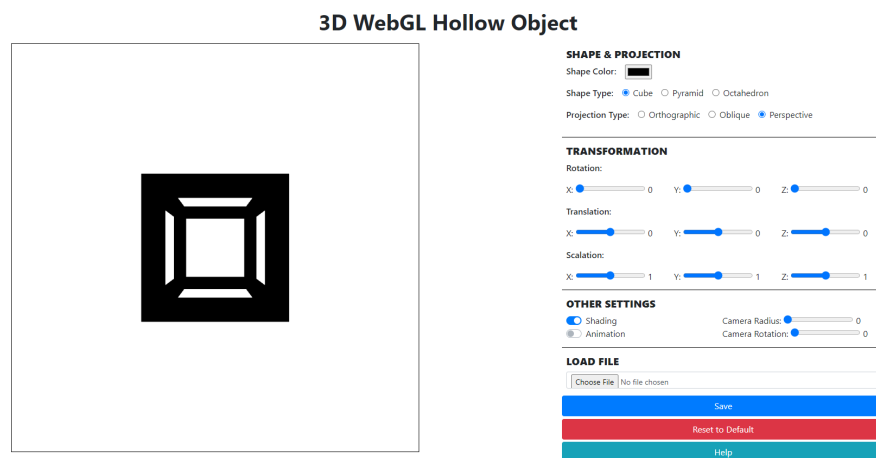 3D WebGL Hollow Object
SHAPE & PROJECTION
Shape Color:
Shape Type: Cube Pyramid Octahedron
Projection Type: Orthographic Oblique Perspective
TRANSFORMATION
Rotation:
X: 0 Y: 0 Z: 0
Translation:
X: 0 Y: 0 Z: 0
Scalation:
X: 1 Y: 1 Z: 1
OTHER SETTINGS
Shading Camera Radius: 0
Animation Camera Rotation: 0
LOAD FILE
Choose File No file chosen
Save
Reset to Default
Help